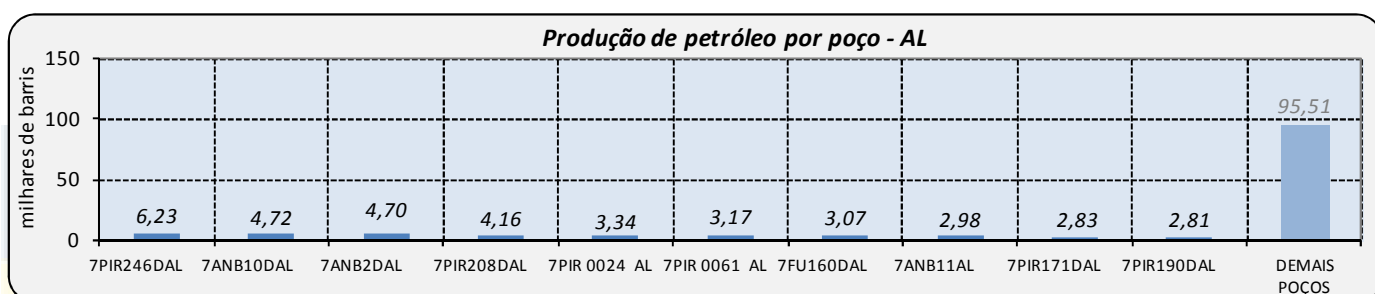 Produção de petróleo por poço - AL
milhares de barris
150
100
50
0
6,23 4,72 4,70 4,16 3,34 3,17 3,07 2,98 2,83 2,81 95,51
7PIR246DAL 7ANB10DAL 7ANB2DAL 7PIR208DAL 7PIR 0024 AL 7PIR 0061 AL 7FU160DAL 7ANB11AL 7PIR171DAL 7PIR190DAL DEMAIS
POÇOS